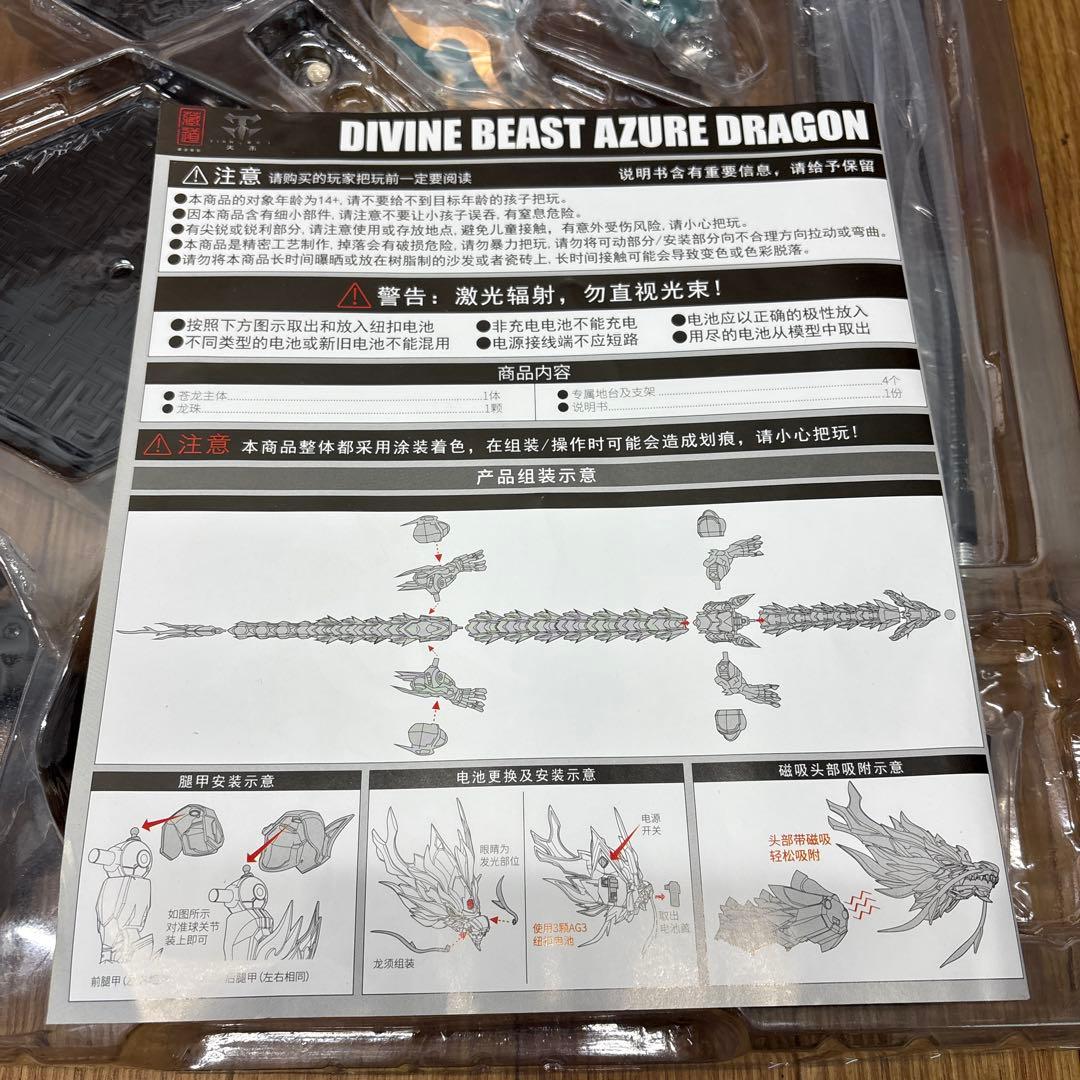 藏道
DIVINE BEAST AZURE DRAGON
注意 请购买的玩家把玩前一定要阅读
说明书含有重要信息，请给予保留
●本商品的对象年龄为14+, 请不要给不到目标年龄的孩子把玩。
●因本商品含有细小部件, 请注意不要让小孩子误吞, 有窒息危险。
●有尖锐或锐利部分, 请注意使用或存放地点, 避免儿童接触，有意外受伤风险, 请小心把玩。
●本商品是精密工艺制作, 掉落会有破损危险, 请勿暴力把玩, 请勿将可动部分/安装部分向不合理方向拉动或弯曲。
●请勿将本商品长时间曝晒或放在树脂制的沙发或者瓷砖上, 长时间接触可能会导致变色或色彩脱落。
警告：激光辐射，勿直视光束！
●按照下方图示取出和放入纽扣电池
●非充电电池不能充电
●电池应以正确的极性放入
●不同类型的电池或新旧电池不能混用
●电源接线端不应短路
●用尽的电池从模型中取出
商品内容
●苍龙主体 1体
●专属地台及支架 4个
●龙珠 1颗
●说明书 1份
注意 本商品整体都采用涂装着色，在组装/操作时可能会造成划痕，请小心把玩！
产品组装示意
腿甲安装示意
如图所示
对准球关节
装上即可
前腿甲
后腿甲(左右相同)
电池更换及安装示意
眼睛为
发光部位
龙须组装
电源
开关
使用3颗AG3
纽扣电池
取出
电池盖
磁吸头部吸附示意
头部带磁吸
轻松吸附